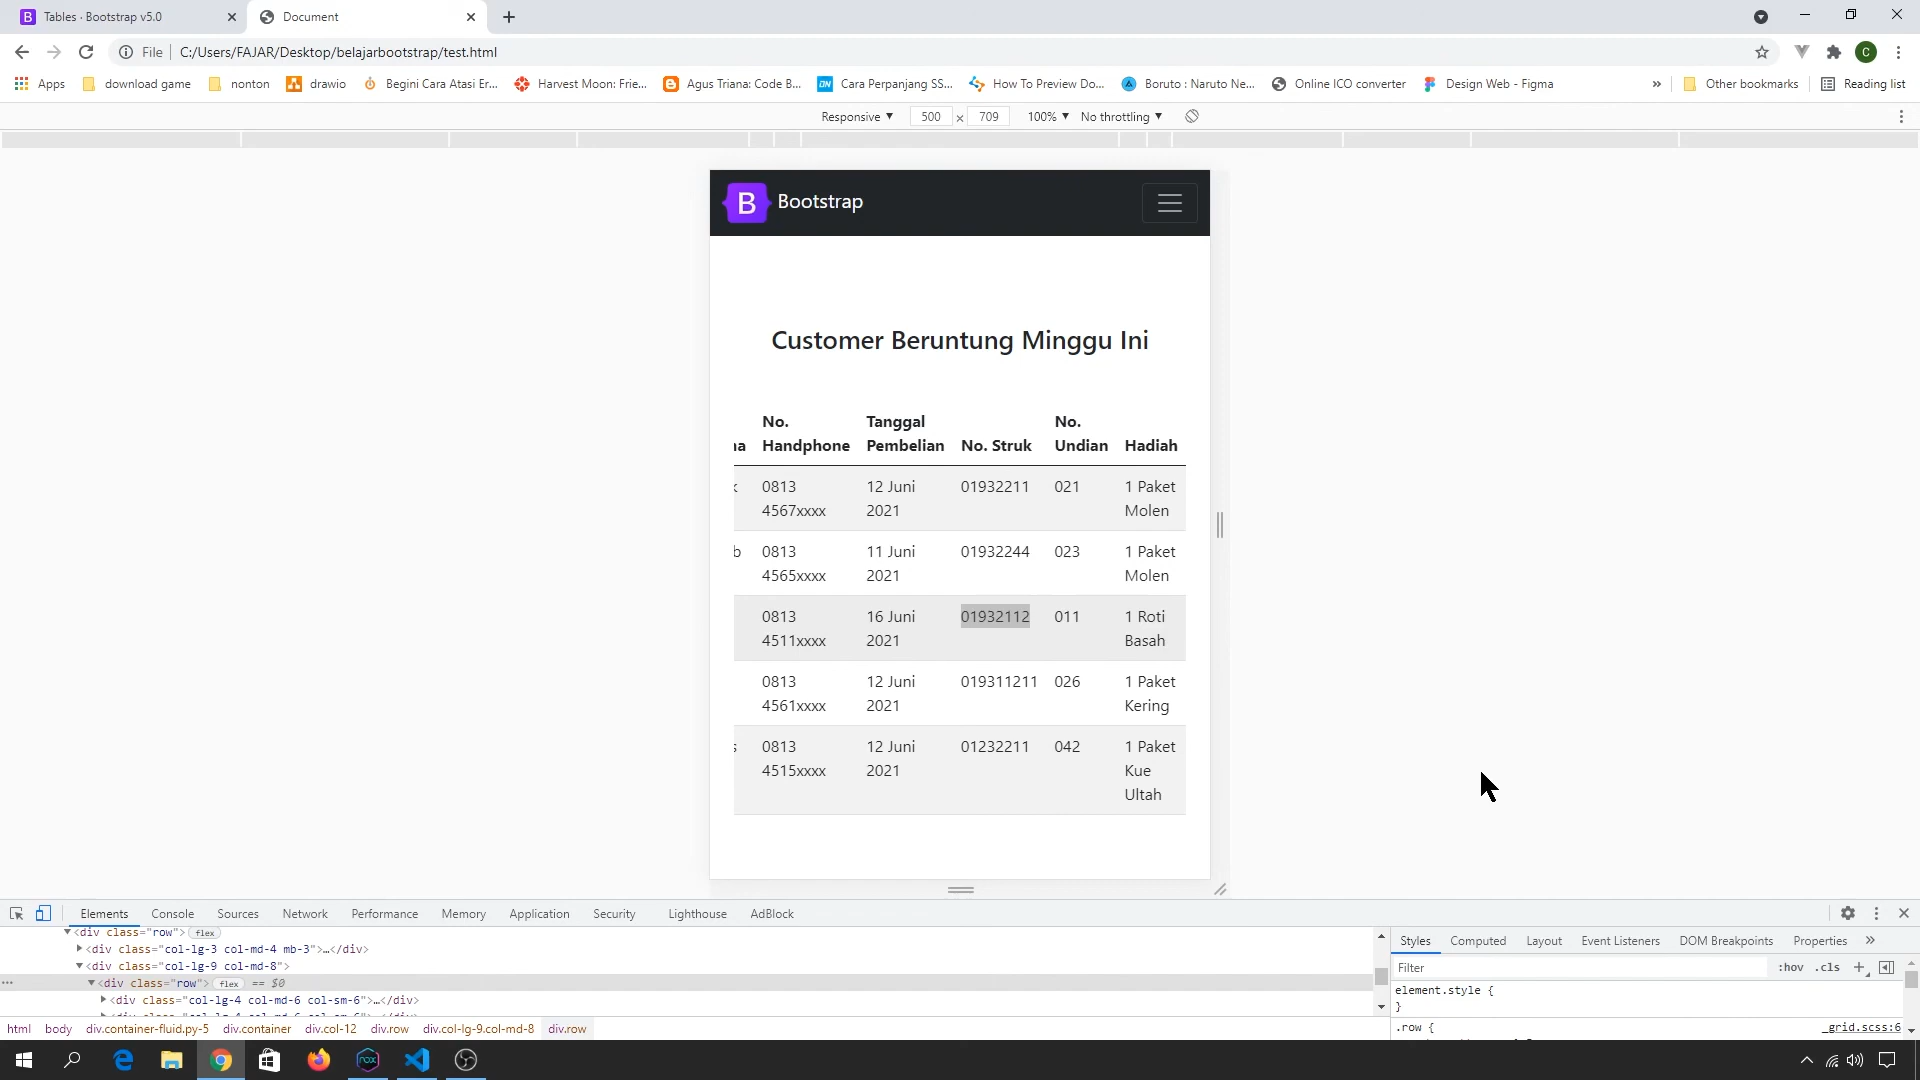 Tables · Bootstrap v5.0
Document
File
C:/Users/FAJAR/Desktop/belajarbootstrap/test.html
C
Apps
download game
nonton
drawio
Begini Cara Atasi Er...
Harvest Moon: Frie...
Agus Triana: Code B...
Cara Perpanjang SS...
How To Preview Do...
Boruto : Naruto Ne...
Online ICO converter
Design Web - Figma
»
Other bookmarks
Reading list
Responsive ▼ 500 × 709 100% ▼ No throttling ▼
B Bootstrap
Customer Beruntung Minggu Ini
No. Tanggal No.
na Handphone Pembelian No. Struk Undian Hadiah
k 0813 12 Juni 01932211 021 1 Paket
4567xxxx 2021 Molen
b 0813 11 Juni 01932244 023 1 Paket
4565xxxx 2021 Molen
0813 16 Juni 01932112 011 1 Roti
4511xxxx 2021 Basah
0813 12 Juni 019311211 026 1 Paket
4561xxxx 2021 Kering
s 0813 12 Juni 01232211 042 1 Paket
4515xxxx 2021 Kue
Ultah
Elements Console Sources Network Performance Memory Application Security Lighthouse AdBlock
▼<div class="row"> flex
▶<div class="col-lg-3 col-md-4 mb-3">…</div>
▼<div class="col-lg-9 col-md-8">
… ▼<div class="row"> flex == $0
▶<div class="col-lg-4 col-md-6 col-sm-6">…</div>
html body div.container-fluid.py-5 div.container div.col-12 div.row div.col-lg-9.col-md-8 div.row
Styles Computed Layout Event Listeners DOM Breakpoints Properties »
Filter :hov .cls +
element.style {
}
.row { _grid.scss:6